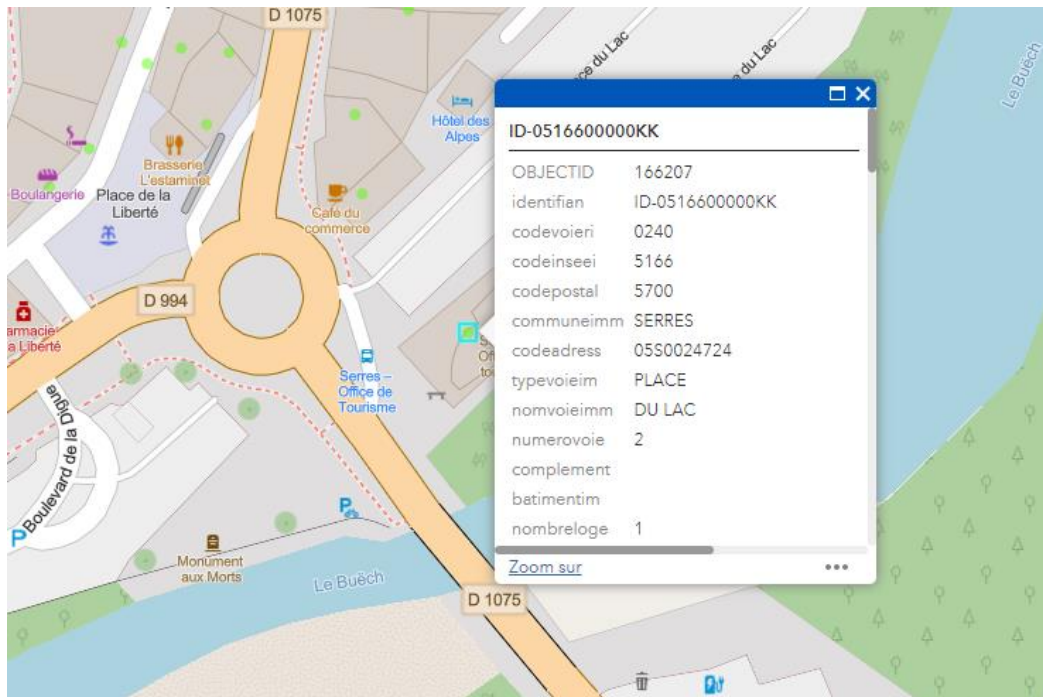 D 1075
ce du Lac
e du Lac
Le Buëch
Hôtel des
Alpes
Brasserie
L'estaminet
Boulangerie
Place de la
Liberté
Café du
commerce
D 994
armacie
a Liberté
Serres –
Office de
Tourisme
S
Of
to
Boulevard de la Digue
P
P
Monument
aux Morts
Le Buëch
D 1075
ID-0516600000KK
OBJECTID 166207
identifian ID-0516600000KK
codevoieri 0240
codeinseei 5166
codepostal 5700
communeimm SERRES
codeadress 05S0024724
typevoieim PLACE
nomvoieimm DU LAC
numerovoie 2
complement
batimentim
nombreloge 1
Zoom sur